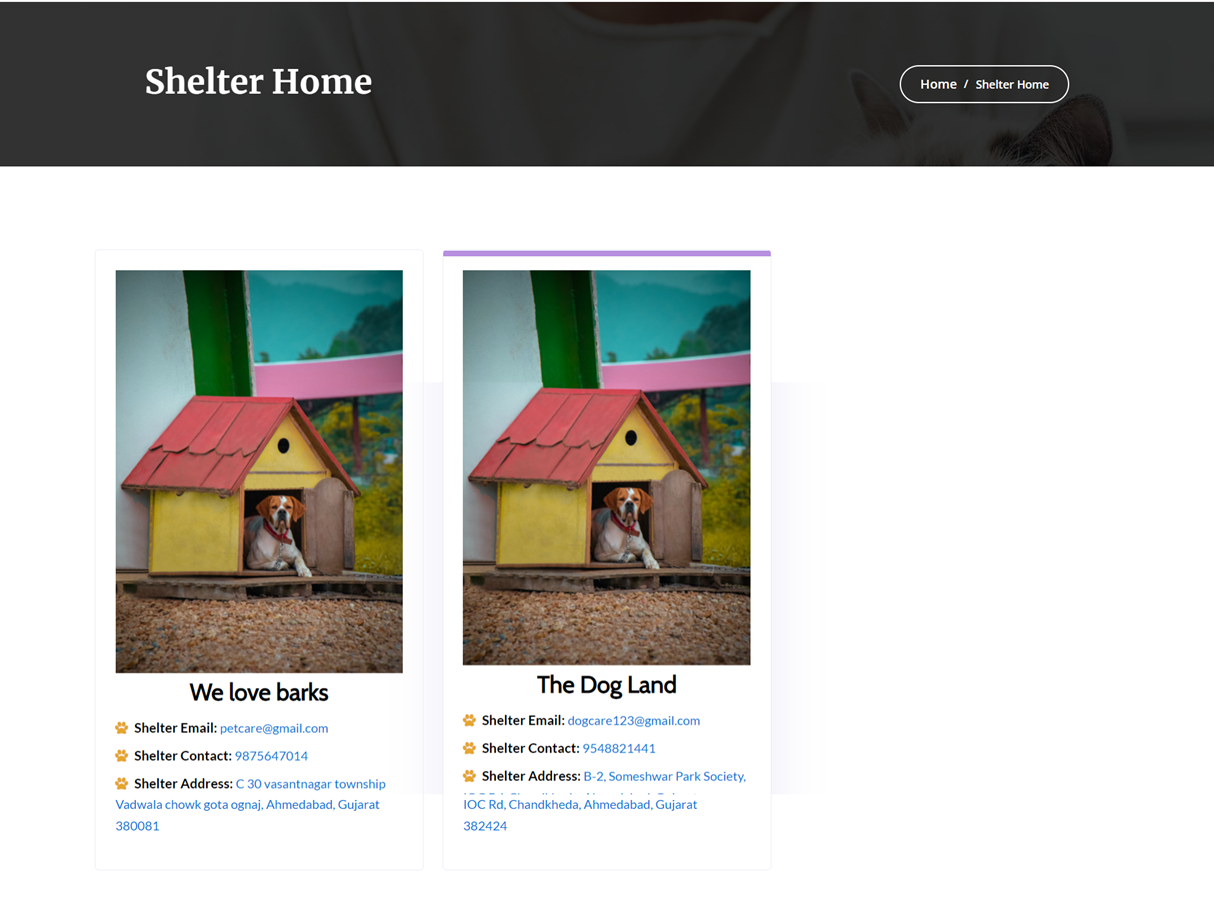 Shelter Home
Home / Shelter Home
We love barks
Shelter Email: petcare@gmail.com
Shelter Contact: 9875647014
Shelter Address: C 30 vasantnagar township
Vadwala chowk gota ognaj, Ahmedabad, Gujarat
380081
The Dog Land
Shelter Email: dogcare123@gmail.com
Shelter Contact: 9548821441
Shelter Address: B-2, Someshwar Park Society,
IOC Rd, Chandkheda, Ahmedabad, Gujarat
382424